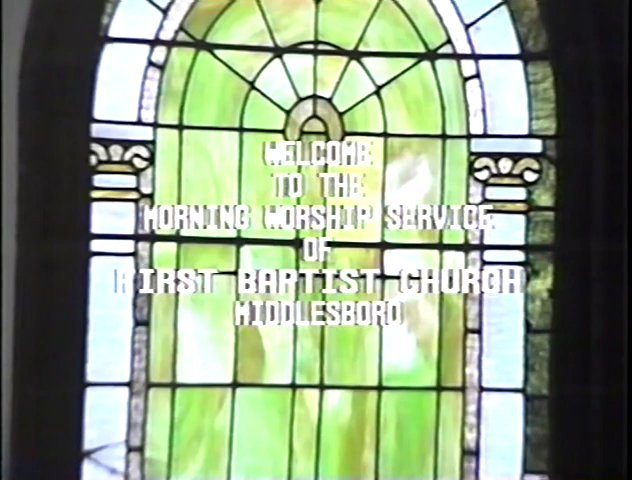 WELCOME
TO THE
MORNING WORSHIP SERVICE
OF
FIRST BAPTIST CHURCH
MIDDLESBORO